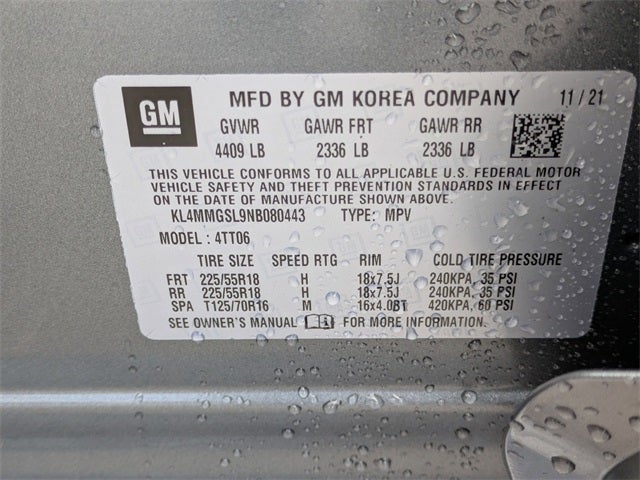 GM MFD BY GM KOREA COMPANY 11/21
GVWR GAWR FRT GAWR RR
4409 LB 2336 LB 2336 LB
THIS VEHICLE CONFORMS TO ALL APPLICABLE U.S. FEDERAL MOTOR
VEHICLE SAFETY AND THEFT PREVENTION STANDARDS IN EFFECT
ON THE DATE OF MANUFACTURE SHOWN ABOVE.
KL4MMGSL9NB080443 TYPE: MPV
MODEL: 4TT06
TIRE SIZE SPEED RTG RIM COLD TIRE PRESSURE
FRT 225/55R18 H 18x7.5J 240KPA, 35 PSI
RR 225/55R18 H 18x7.5J 240KPA, 35 PSI
SPA T125/70R16 M 16x4.0BT 420KPA, 60 PSI
SEE OWNER'S MANUAL FOR MORE INFORMATION.